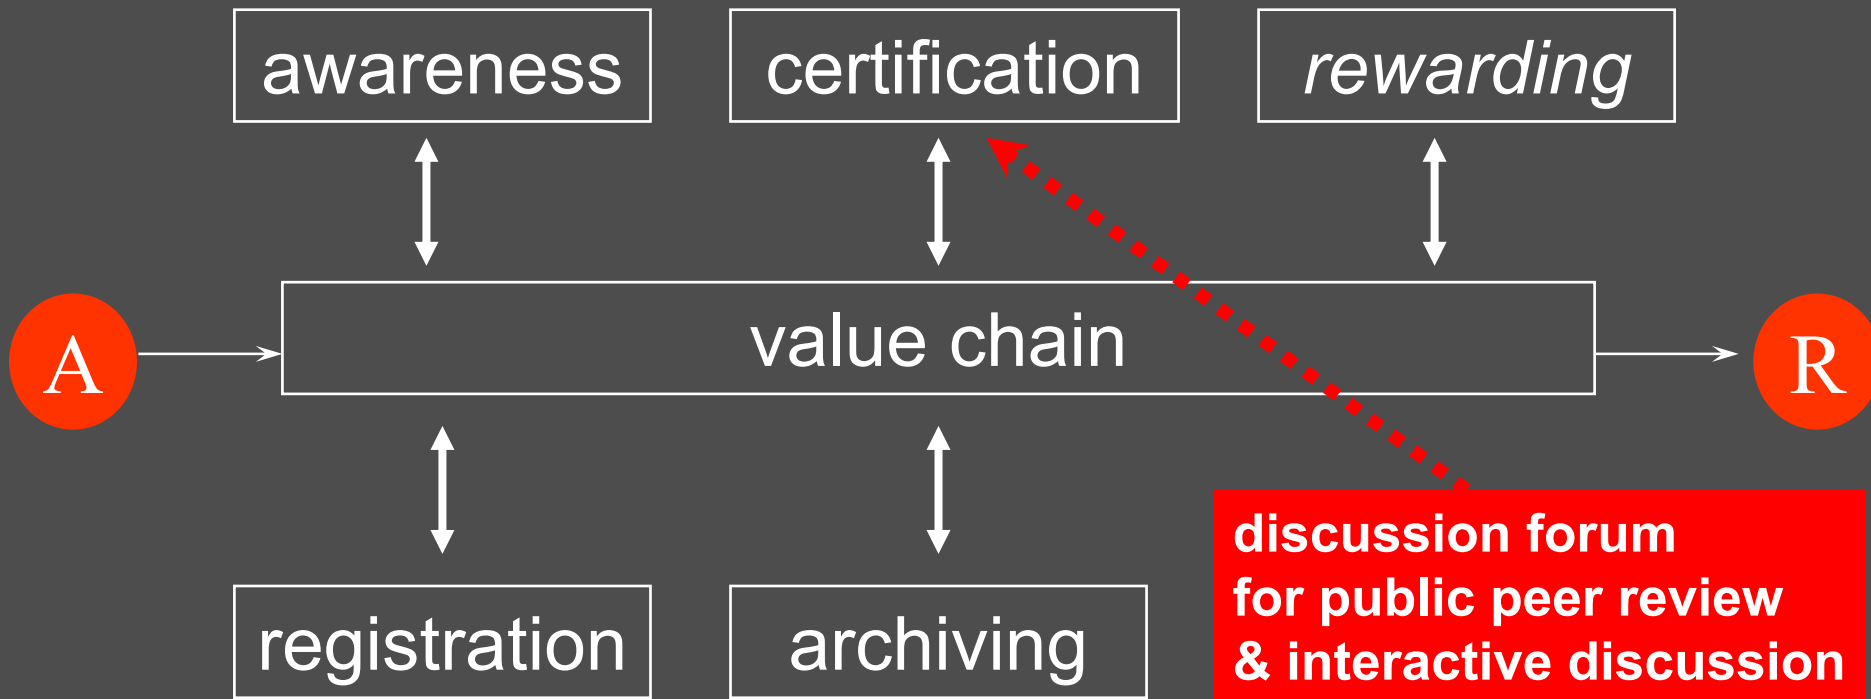 awareness
certification
rewarding
A
value chain
R
registration
archiving
discussion forum
for public peer review
& interactive discussion